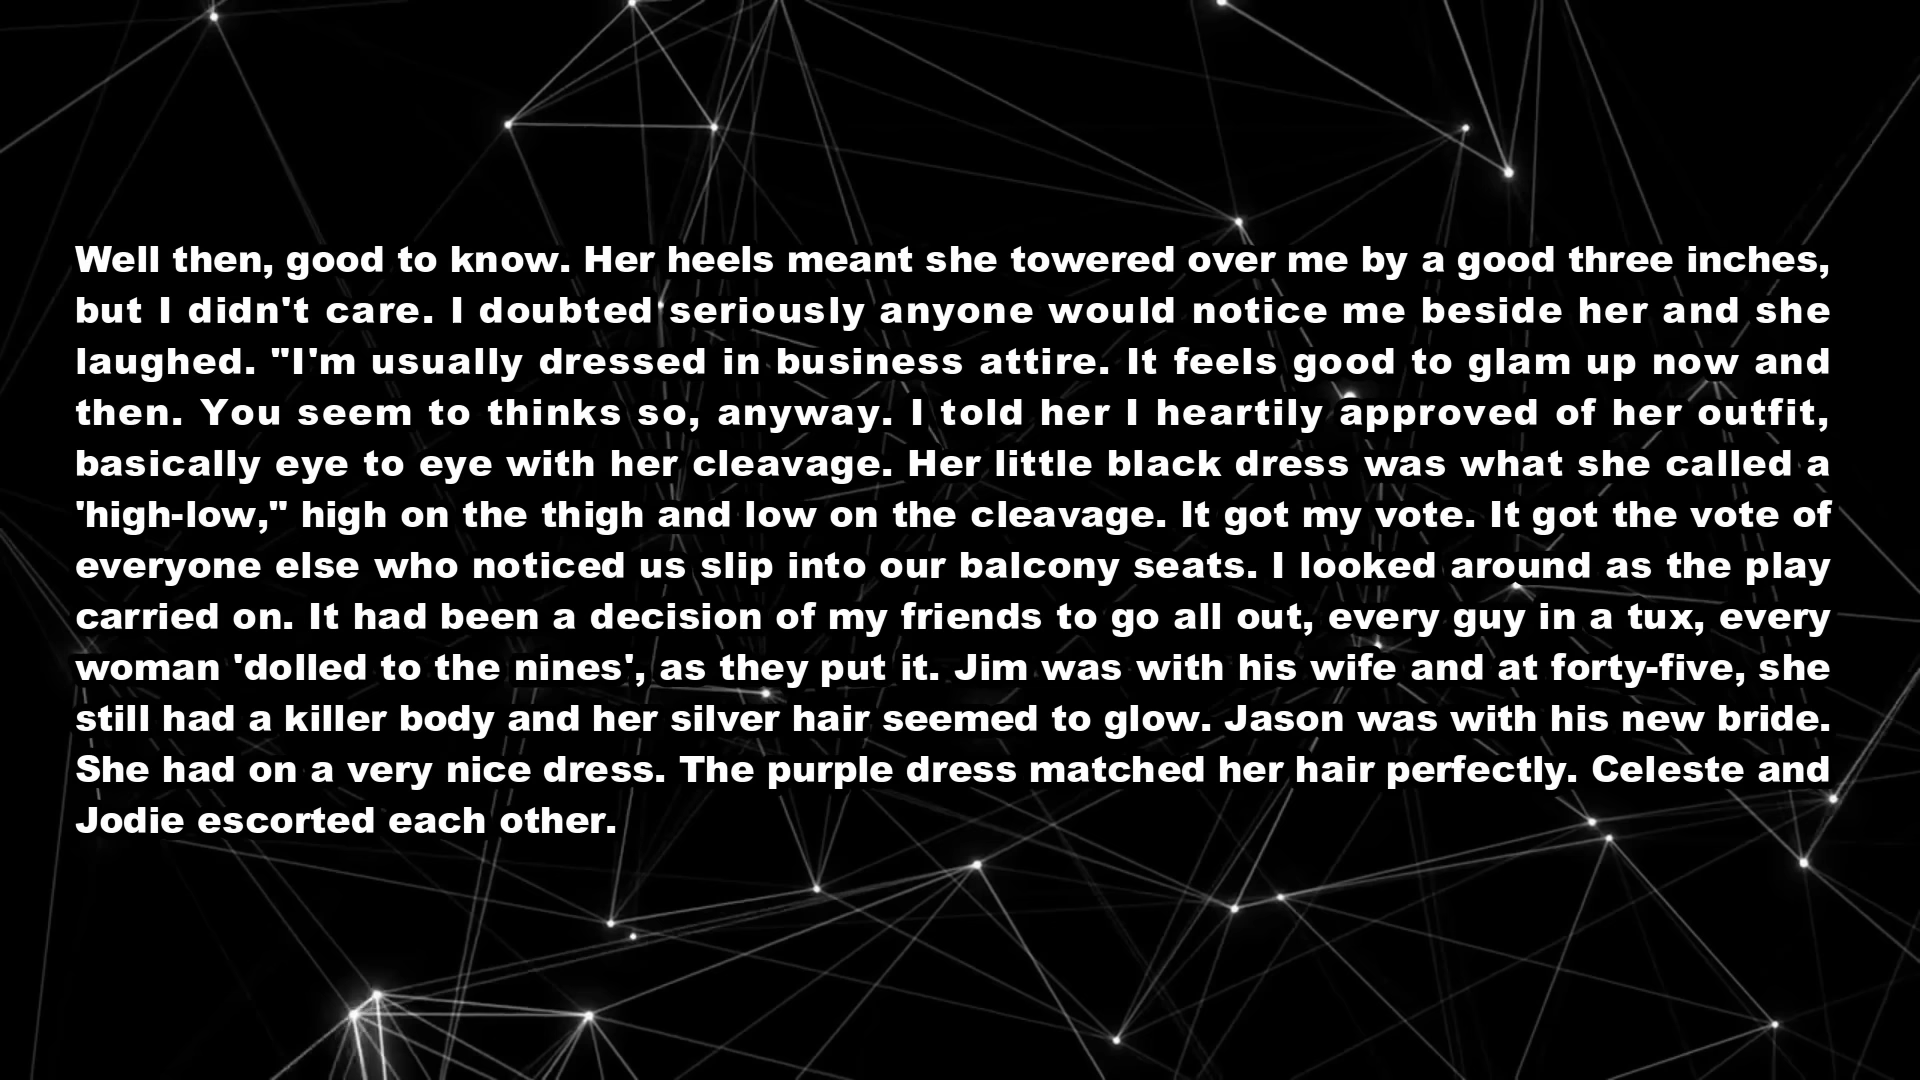 Well then, good to know. Her heels meant she towered over me by a good three inches,
but I didn't care. I doubted seriously anyone would notice me beside her and she
laughed. "I'm usually dressed in business attire. It feels good to glam up now and
then. You seem to thinks so, anyway. I told her I heartily approved of her outfit,
basically eye to eye with her cleavage. Her little black dress was what she called a
'high-low," high on the thigh and low on the cleavage. It got my vote. It got the vote of
everyone else who noticed us slip into our balcony seats. I looked around as the play
carried on. It had been a decision of my friends to go all out, every guy in a tux, every
woman 'dolled to the nines', as they put it. Jim was with his wife and at forty-five, she
still had a killer body and her silver hair seemed to glow. Jason was with his new bride.
She had on a very nice dress. The purple dress matched her hair perfectly. Celeste and
Jodie escorted each other.